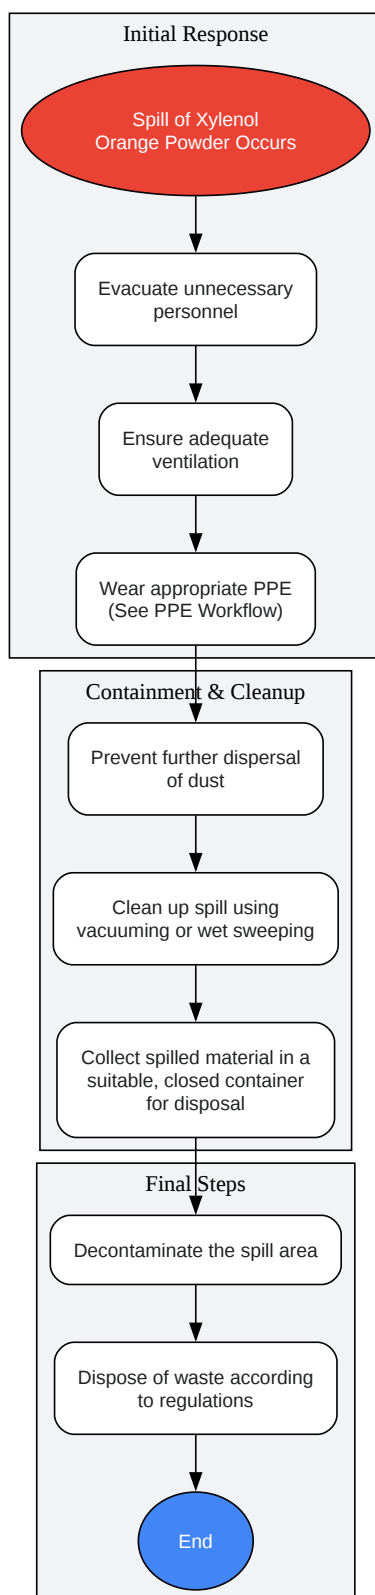 Initial Response
Spill of Xylenol
Orange Powder Occurs
Evacuate unnecessary
personnel
Ensure adequate
ventilation
Wear appropriate PPE
(See PPE Workflow)
Containment & Cleanup
Prevent further dispersal
of dust
Clean up spill using
vacuuming or wet sweeping
Collect spilled material in a
suitable, closed container
for disposal
Final Steps
Decontaminate the spill area
Dispose of waste according
to regulations
End